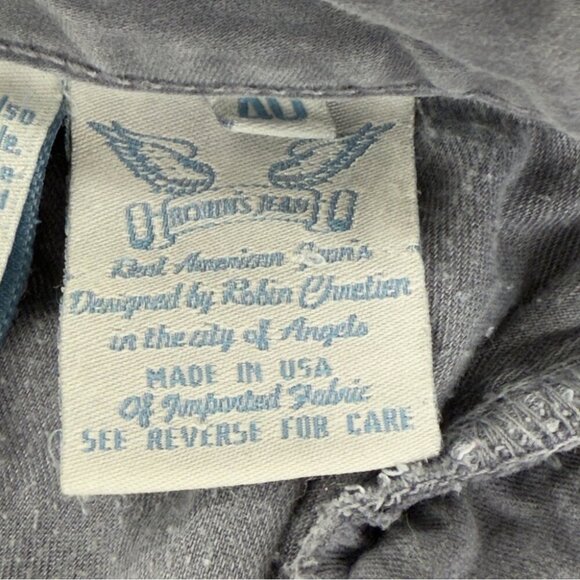 40
ROBIN'S JEAN
Real American Jeans
Designed by Robin Chretien
in the city of Angels
MADE IN USA
Of Imported Fabric
SEE REVERSE FOR CARE